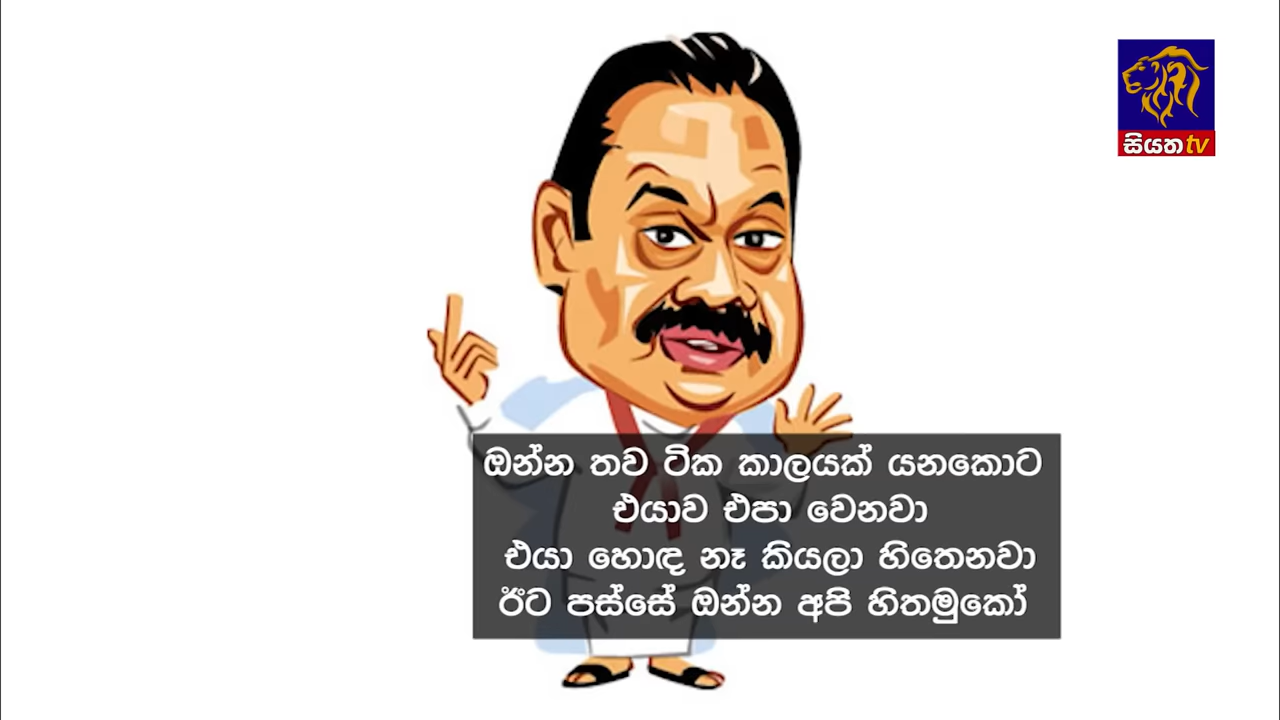 සියත tv
ඔන්න තව ටික කාලයක් යනකොට
එයාව එපා වෙනවා
එයා හොඳ නෑ කියලා හිතෙනවා
ඊට පස්සේ ඔන්න අපි හිතමුකෝ